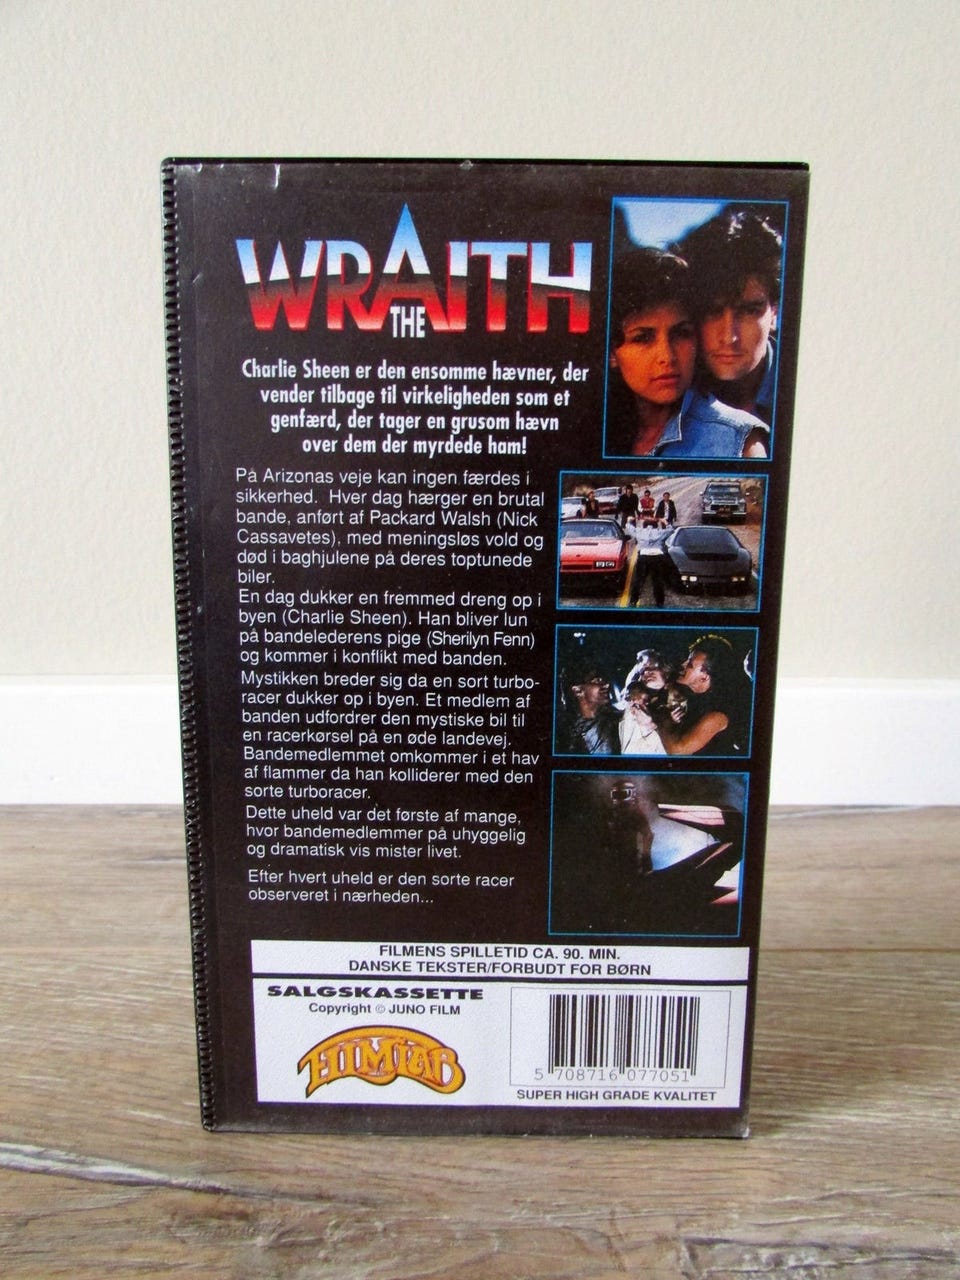 WRAITH
THE
Charlie Sheen er den ensomme hævner, der
vender tilbage til virkeligheden som et
genfærd, der tager en grusom hævn
over dem der myrdede ham!
På Arizonas veje kan ingen færdes i
sikkerhed. Hver dag hærger en brutal
bande, anført af Packard Walsh (Nick
Cassavetes), med meningsløs vold og
død i baghjulene på deres toptunede
biler.
En dag dukker en fremmed dreng op i
byen (Charlie Sheen). Han bliver lun
på bandelederens pige (Sherilyn Fenn)
og kommer i konflikt med banden.
Mystikken breder sig da en sort turbo-
racer dukker op i byen. Et medlem af
banden udfordrer den mystiske bil til
en racerkørsel på en øde landevej.
Bandemedlemmet omkommer i et hav
af flammer da han kolliderer med den
sorte turboracer.
Dette uheld var det første af mange,
hvor bandemedlemmer på uhyggelig
og dramatisk vis mister livet.
Efter hvert uheld er den sorte racer
observeret i nærheden...
FILMENS SPILLETID CA. 90. MIN.
DANSKE TEKSTER/FORBUDT FOR BØRN
SALGSKASSETTE
Copyright © JUNO FILM
HIMLAB
5 708716 077051
SUPER HIGH GRADE KVALITET